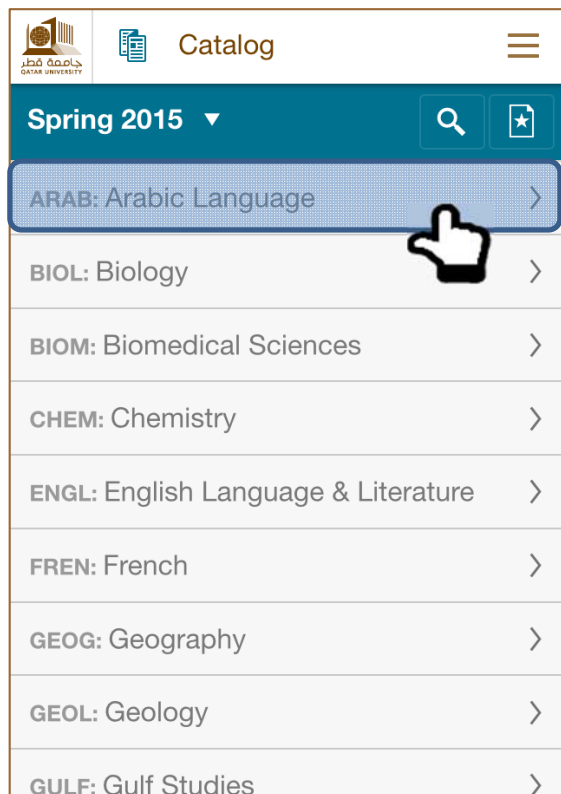 جامعة قطر
QATAR UNIVERSITY
Catalog
Spring 2015
ARAB: Arabic Language
BIOL: Biology
BIOM: Biomedical Sciences
CHEM: Chemistry
ENGL: English Language & Literature
FREN: French
GEOG: Geography
GEOL: Geology
GULF: Gulf Studies